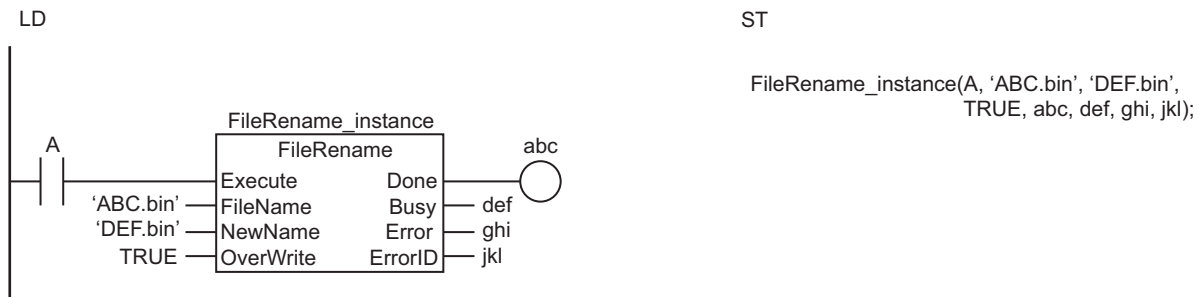 LD
ST
FileRename_instance(A, ‘ABC.bin’, ‘DEF.bin’,
TRUE, abc, def, ghi, jkl);
FileRename_instance
A
FileRename
abc
Execute Done
‘ABC.bin’ FileName Busy def
‘DEF.bin’ NewName Error ghi
TRUE OverWrite ErrorID jkl